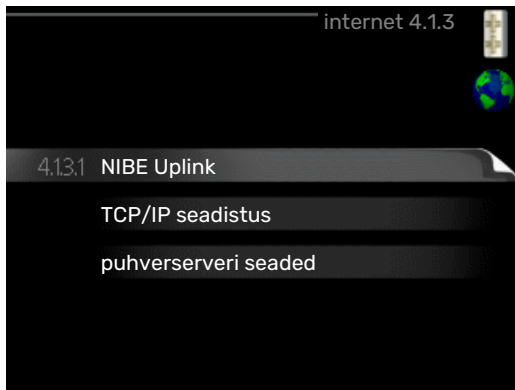 internet 4.1.3
4.1.3.1 NIBE Uplink
TCP/IP seadistus
puhverserveri seaded